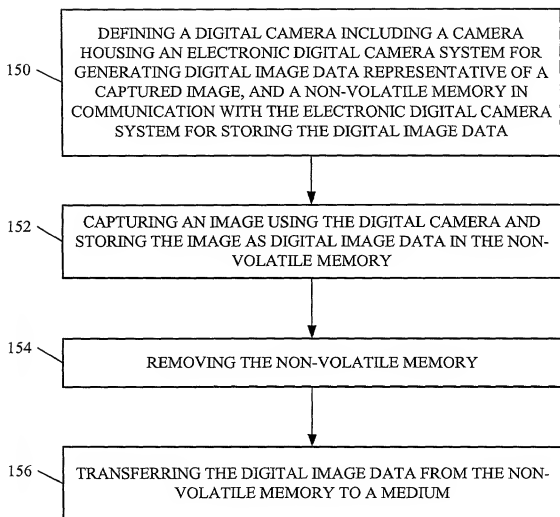 150
DEFINING A DIGITAL CAMERA INCLUDING A CAMERA
HOUSING AN ELECTRONIC DIGITAL CAMERA SYSTEM FOR
GENERATING DIGITAL IMAGE DATA REPRESENTATIVE OF A
CAPTURED IMAGE, AND A NON-VOLATILE MEMORY IN
COMMUNICATION WITH THE ELECTRONIC DIGITAL CAMERA
SYSTEM FOR STORING THE DIGITAL IMAGE DATA
152
CAPTURING AN IMAGE USING THE DIGITAL CAMERA AND
STORING THE IMAGE AS DIGITAL IMAGE DATA IN THE NON-
VOLATILE MEMORY
154
REMOVING THE NON-VOLATILE MEMORY
156
TRANSFERRING THE DIGITAL IMAGE DATA FROM THE NON-
VOLATILE MEMORY TO A MEDIUM